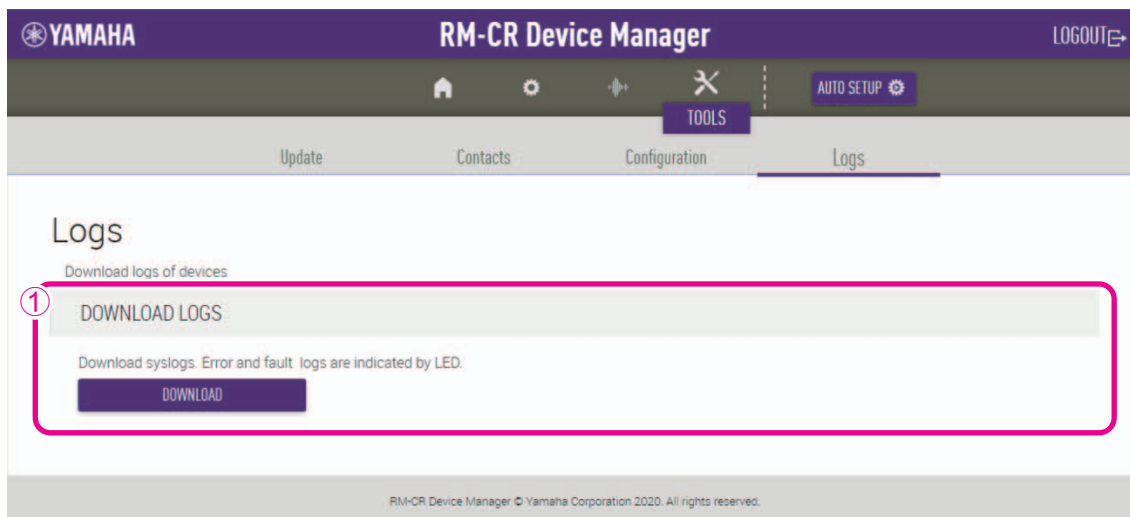 YAMAHA RM-CR Device Manager LOGOUT
AUTO SETUP
TOOLS
Update Contacts Configuration Logs
Logs
Download logs of devices
1
DOWNLOAD LOGS
Download syslogs. Error and fault logs are indicated by LED.
DOWNLOAD
RM-CR Device Manager © Yamaha Corporation 2020. All rights reserved.